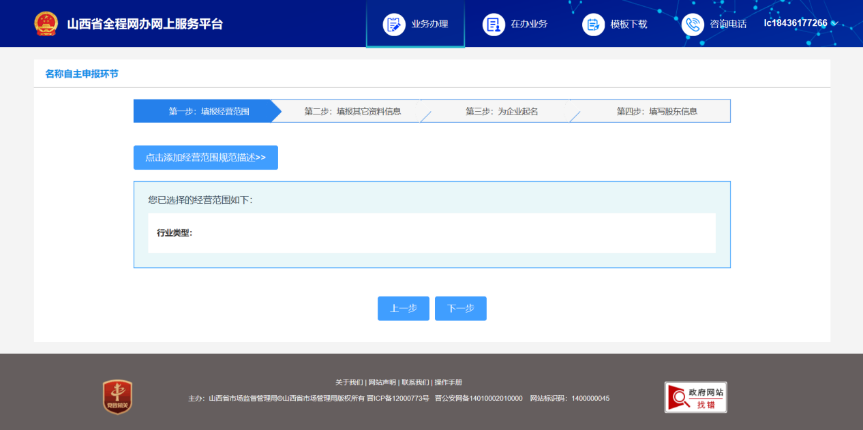 山西省全程网办网上服务平台
业务办理
在办业务
模板下载
咨询电话
lc18436177266
名称自主申报环节
第一步：填报经营范围
第二步：填报其它资料信息
第三步：为企业起名
第四步：填写股东信息
点击添加经营范围规范描述>>
您已选择的经营范围如下：
行业类型：
上一步
下一步
关于我们 | 网站声明 | 联系我们 | 操作手册
主办：山西省市场监督管理局©山西省市场管理局版权所有 晋ICP备12000773号 晋公安网备14010002010000 网站标识码：1400000045
政府网站
找错